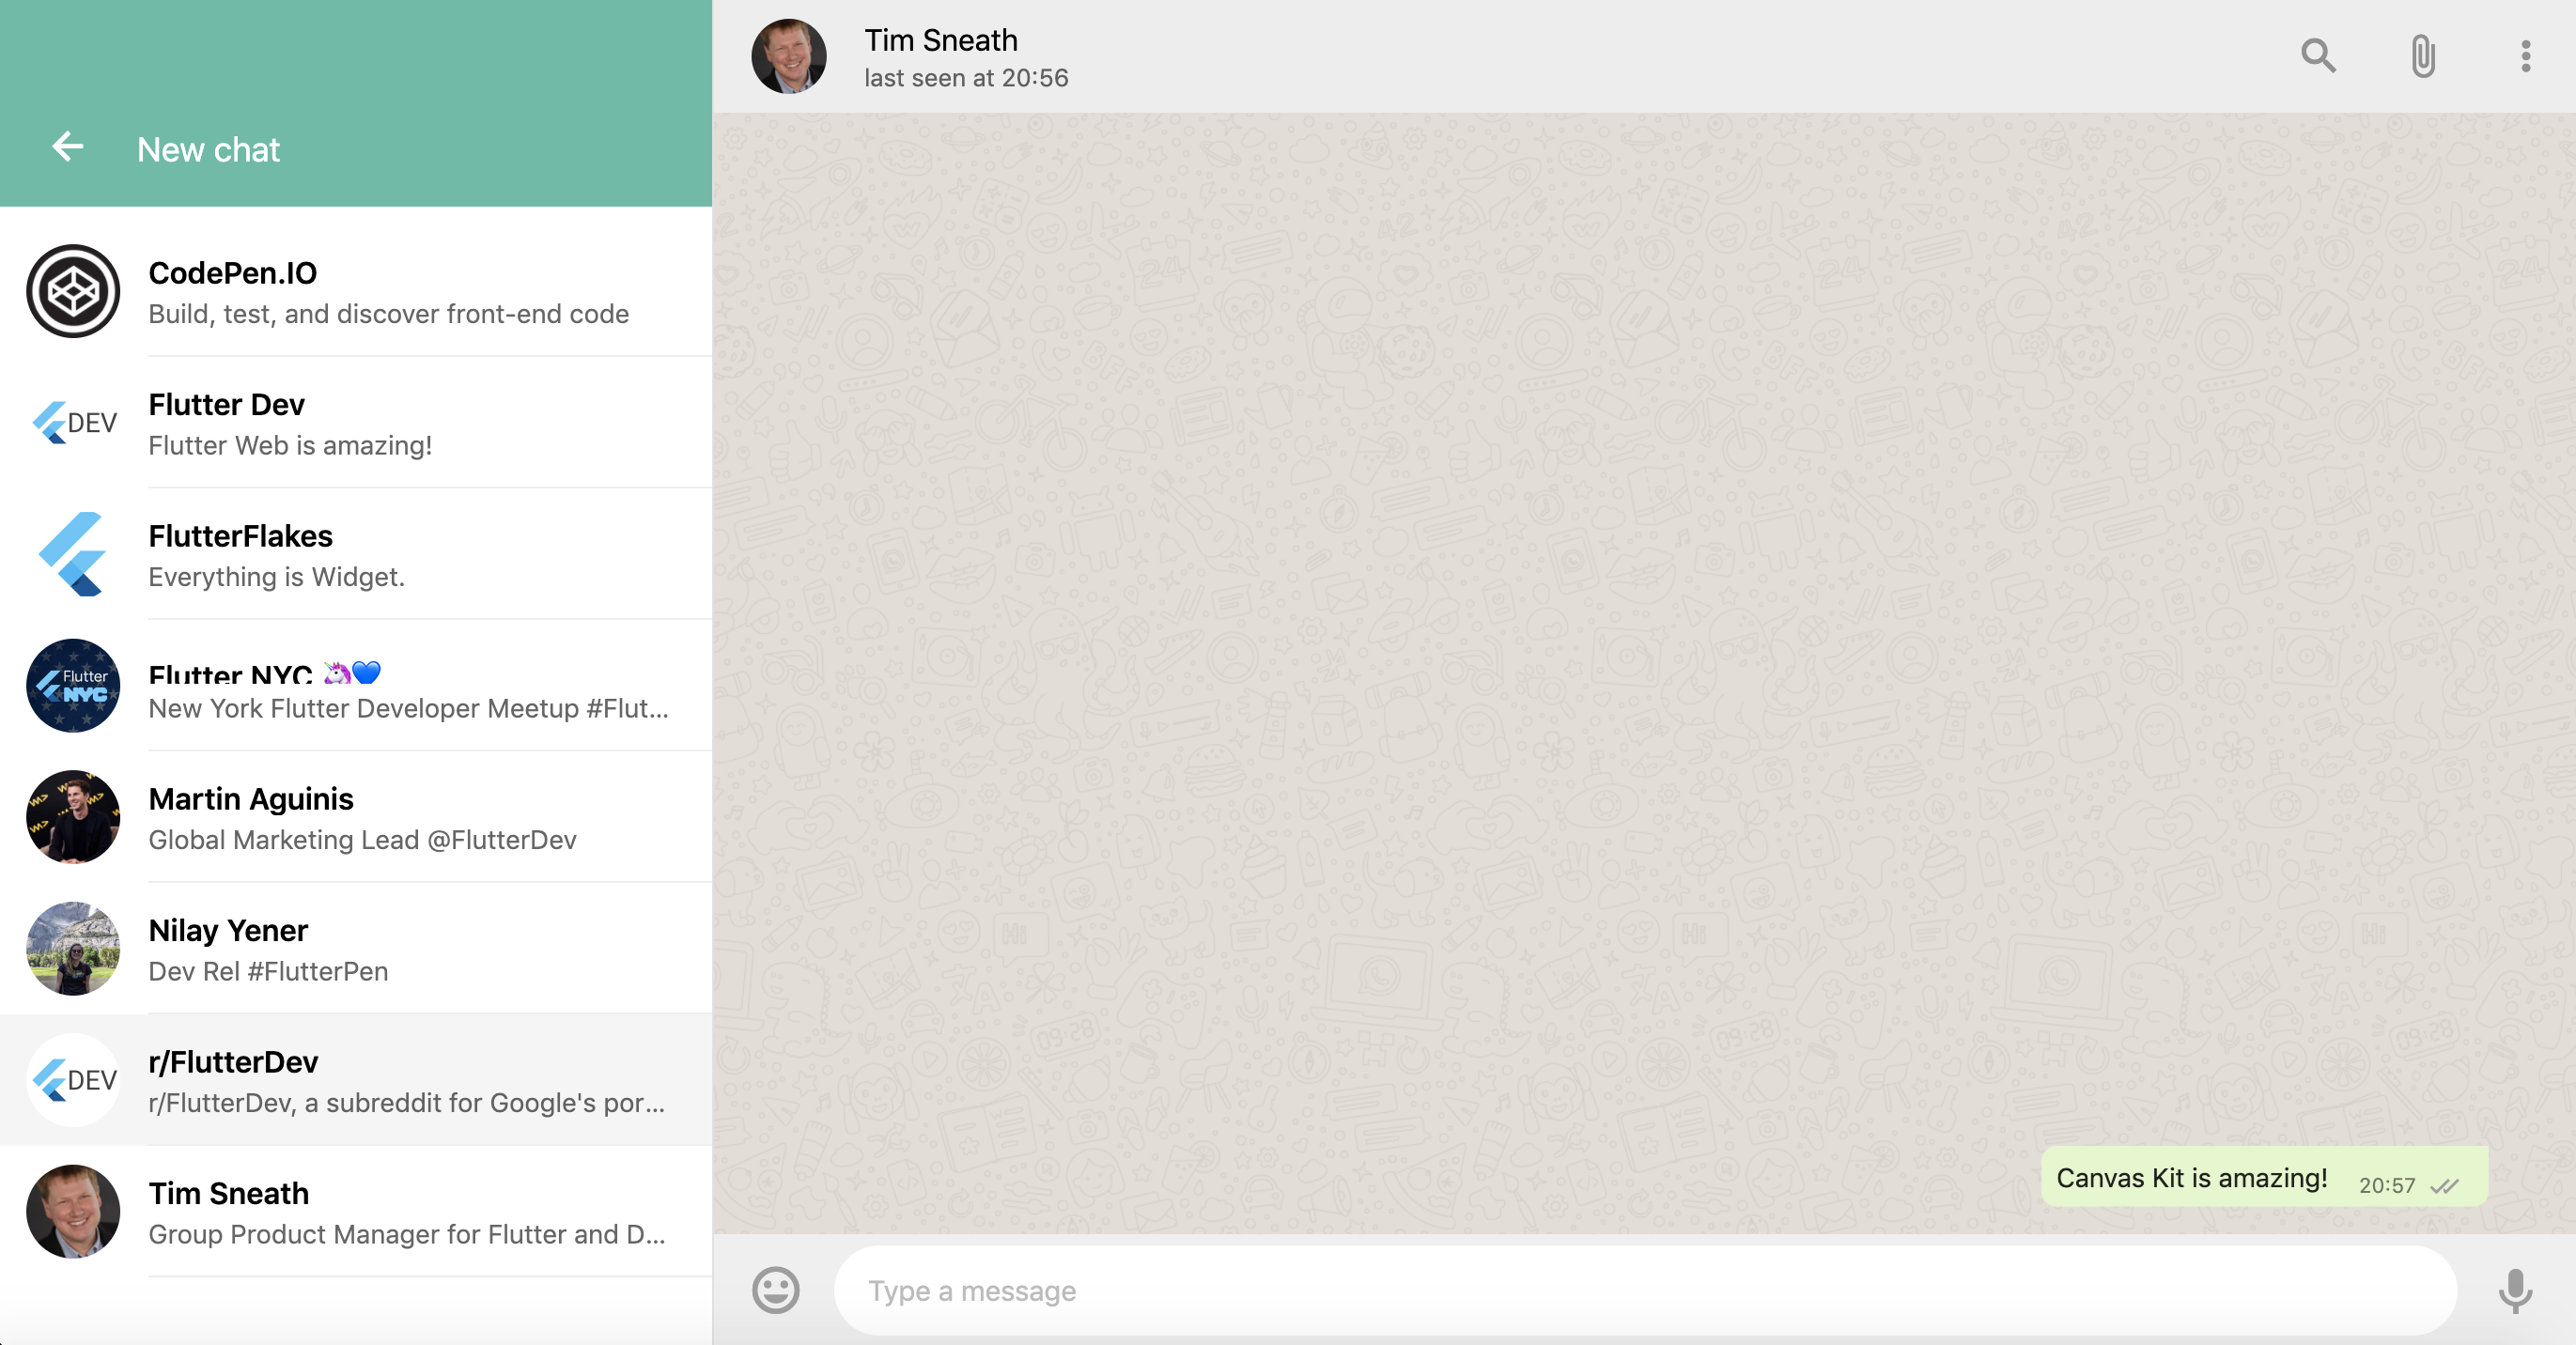 New chat
CodePen.IO
Build, test, and discover front-end code
DEV
Flutter Dev
Flutter Web is amazing!
FlutterFlakes
Everything is Widget.
Flutter
NYC
Flutter NYC 🦄💙
New York Flutter Developer Meetup #Flut...
Martin Aguinis
Global Marketing Lead @FlutterDev
Nilay Yener
Dev Rel #FlutterPen
DEV
r/FlutterDev
r/FlutterDev, a subreddit for Google's por...
Tim Sneath
Group Product Manager for Flutter and D...
Tim Sneath
last seen at 20:56
Canvas Kit is amazing! 20:57
Type a message